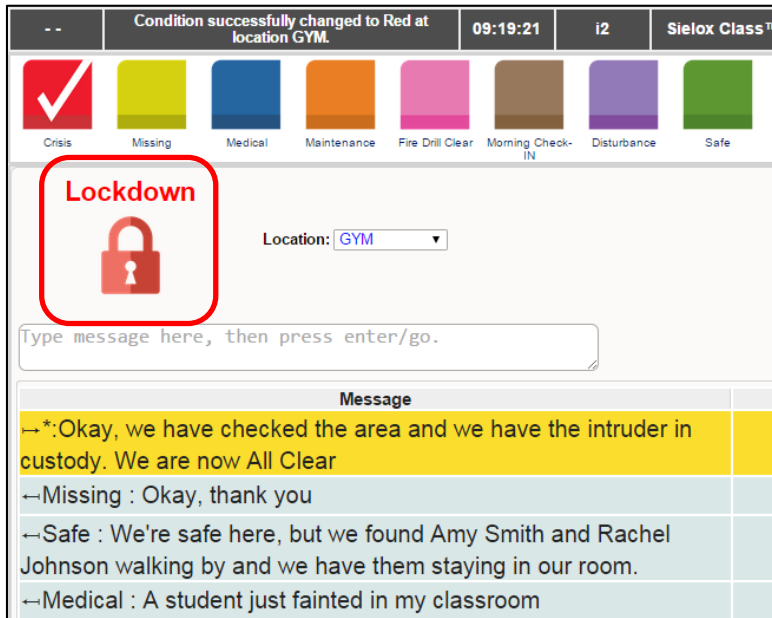 - -
Condition successfully changed to Red at
location GYM.
09:19:21
i2
Sielox Class
Crisis
Missing
Medical
Maintenance
Fire Drill Clear
Morning Check-
IN
Disturbance
Safe
Lockdown
Location: GYM
Type message here, then press enter/go.
Message
↦*:Okay, we have checked the area and we have the intruder in
custody. We are now All Clear
↤Missing : Okay, thank you
↤Safe : We're safe here, but we found Amy Smith and Rachel
Johnson walking by and we have them staying in our room.
↤Medical : A student just fainted in my classroom